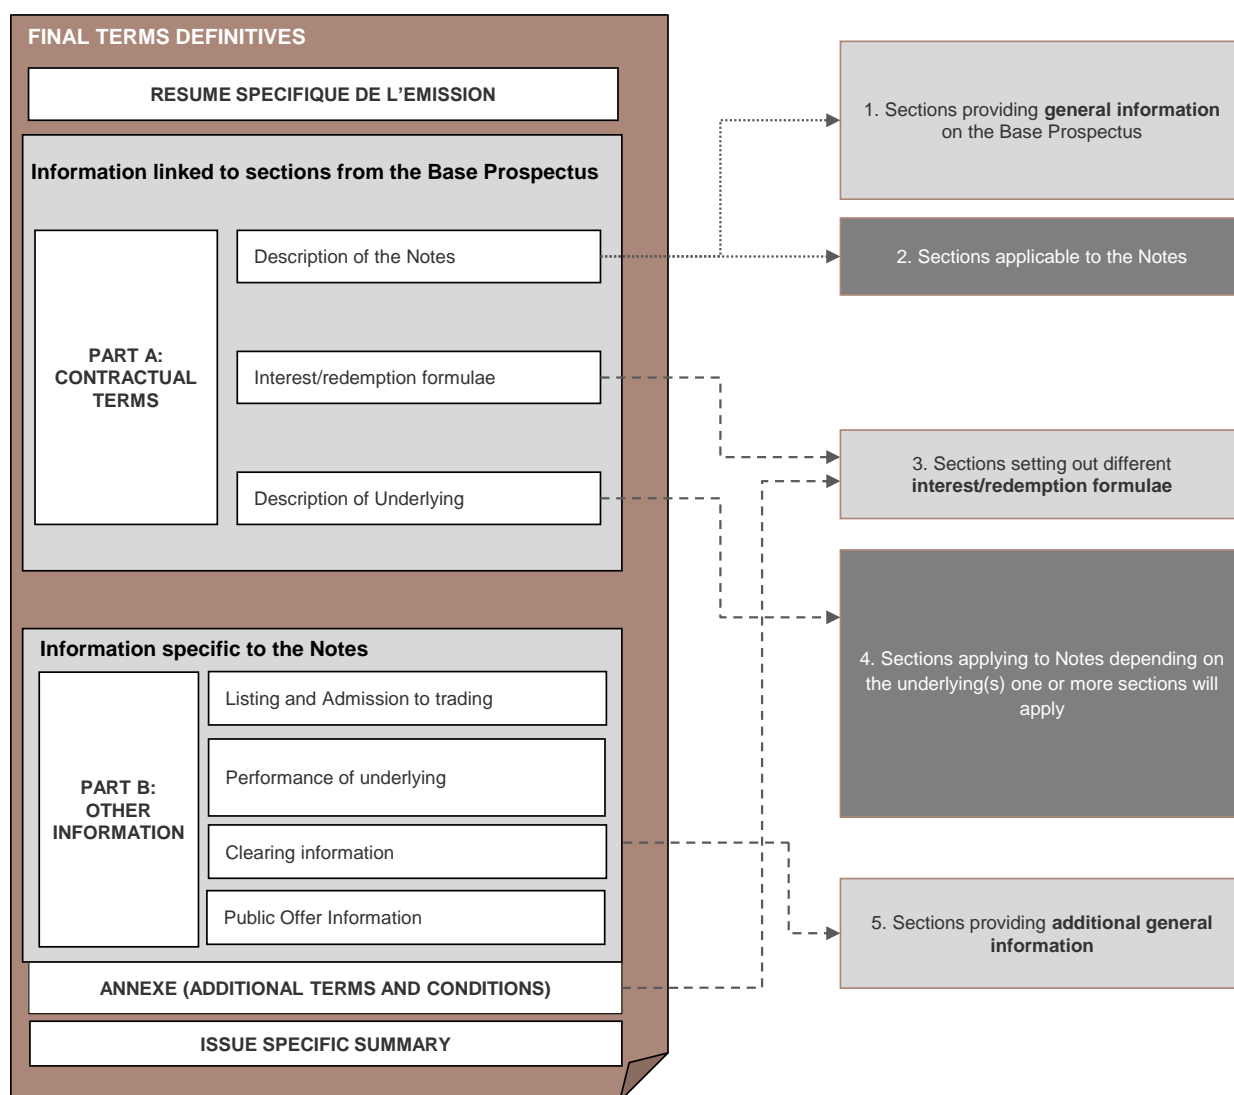 FINAL TERMS DEFINITIVES
RESUME SPECIFIQUE DE L'EMISSION
Information linked to sections from the Base Prospectus
PART A:
CONTRACTUAL
TERMS
Description of the Notes
Interest/redemption formulae
Description of Underlying
Information specific to the Notes
PART B:
OTHER
INFORMATION
Listing and Admission to trading
Performance of underlying
Clearing information
Public Offer Information
ANNEXE (ADDITIONAL TERMS AND CONDITIONS)
ISSUE SPECIFIC SUMMARY
1. Sections providing general information
on the Base Prospectus
2. Sections applicable to the Notes
3. Sections setting out different
interest/redemption formulae
4. Sections applying to Notes depending on
the underlying(s) one or more sections will
apply
5. Sections providing additional general
information